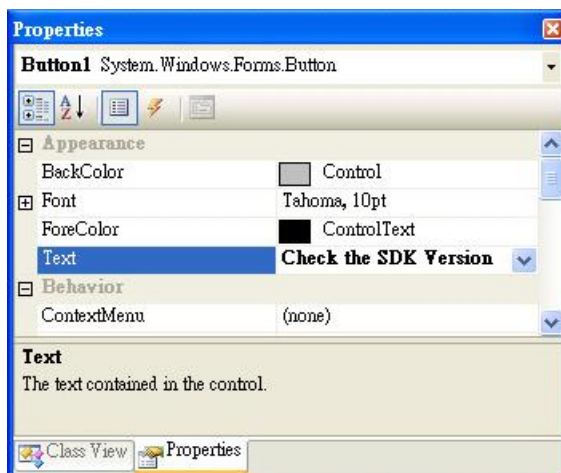 Properties
Button1 System.Windows.Forms.Button
A Z
Appearance
BackColor Control
Font Tahoma, 10pt
ForeColor ControlText
Text Check the SDK Version
Behavior
ContextMenu (none)
Text
The text contained in the control.
Class View Properties